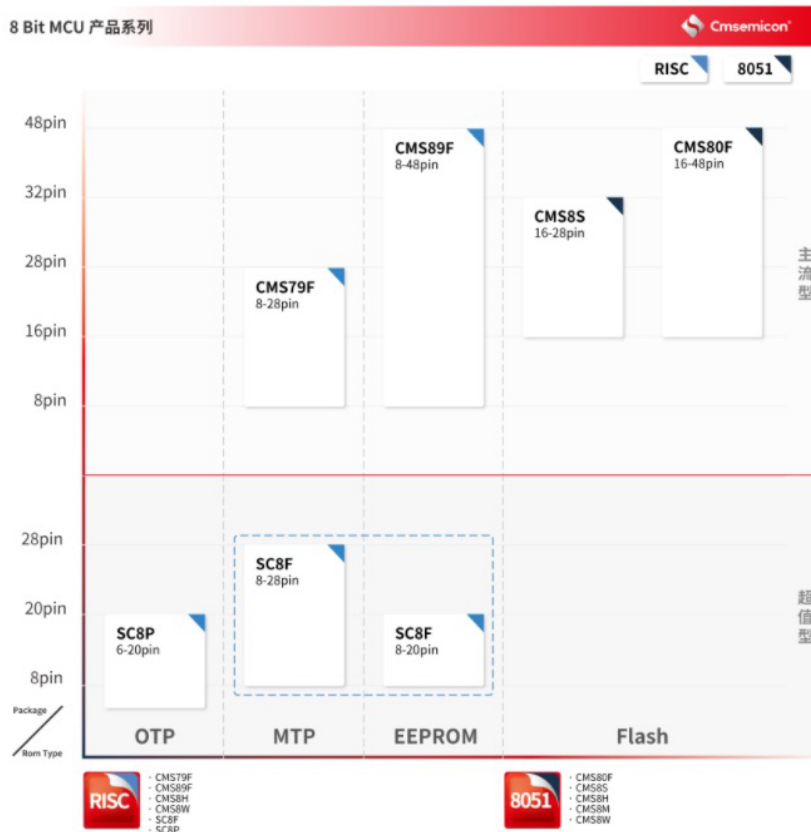 8 Bit MCU 产品系列
Cmsemicon®
RISC
8051
48pin
32pin
28pin
16pin
8pin
CMS89F
8-48pin
CMS80F
16-48pin
CMS8S
16-28pin
CMS79F
8-28pin
主流型
28pin
20pin
8pin
SC8F
8-28pin
SC8P
6-20pin
SC8F
8-20pin
超值型
Package
Rom Type
OTP
MTP
EEPROM
Flash
RISC
· CMS79F
· CMS89F
· CMS8H
· CMS8W
· SC8F
· SC8P
8051
· CMS80F
· CMS8S
· CMS8H
· CMS8M
· CMS8W